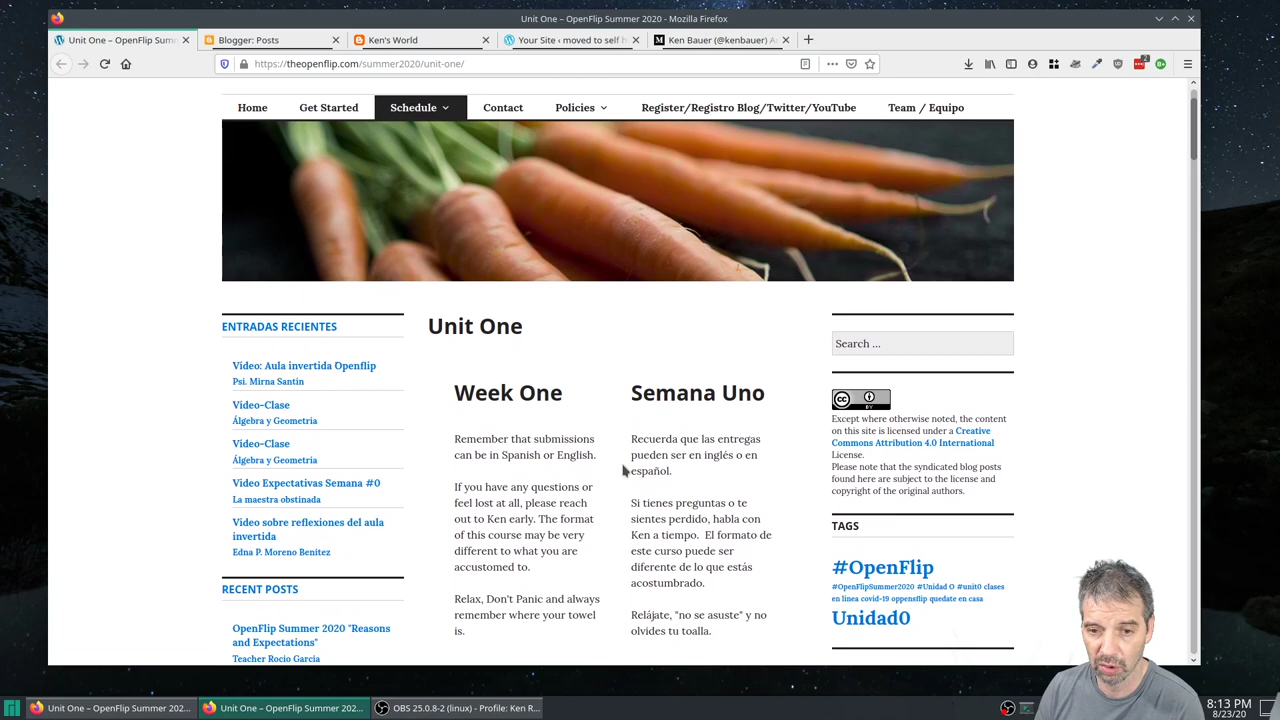 Unit One – OpenFlip Summer 2020 - Mozilla Firefox
Unit One – OpenFlip Sum
Blogger: Posts
Ken's World
Your Site ‹ moved to self h
Ken Bauer (@kenbauer) A
https://theopenflip.com/summer2020/unit-one/
Home
Get Started
Schedule
Contact
Policies
Register/Registro Blog/Twitter/YouTube
Team / Equipo
ENTRADAS RECIENTES
Video: Aula invertida Openflip
Psi. Mirna Santin
Vídeo-Clase
Álgebra y Geometria
Vídeo-Clase
Álgebra y Geometria
Video Expectativas Semana #0
La maestra obstinada
Video sobre reflexiones del aula
invertida
Edna P. Moreno Benítez
RECENT POSTS
OpenFlip Summer 2020 "Reasons
and Expectations"
Teacher Rocio Garcia
Unit One
Week One
Remember that submissions
can be in Spanish or English.
If you have any questions or
feel lost at all, please reach
out to Ken early. The format
of this course may be very
different to what you are
accustomed to.
Relax, Don't Panic and always
remember where your towel
is.
Semana Uno
Recuerda que las entregas
pueden ser en inglés o en
español.
Si tienes preguntas o te
sientes perdido, habla con
Ken a tiempo. El formato de
este curso puede ser
diferente de lo que estás
acostumbrado.
Relájate, "no se asuste" y no
olvides tu toalla.
Search …
CC BY
Except where otherwise noted, the content
on this site is licensed under a Creative
Commons Attribution 4.0 International
License.
Please note that the syndicated blog posts
found here are subject to the license and
copyright of the original authors.
TAGS
#OpenFlip
#OpenFlipSummer2020 #Unidad O #unit0 clases
en línea covid-19 oppensflip quedate en casa
Unidad0
Unit One – OpenFlip Summer 202...
Unit One – OpenFlip Summer 202...
OBS 25.0.8-2 (linux) - Profile: Ken R...
8:13 PM
8/23/20